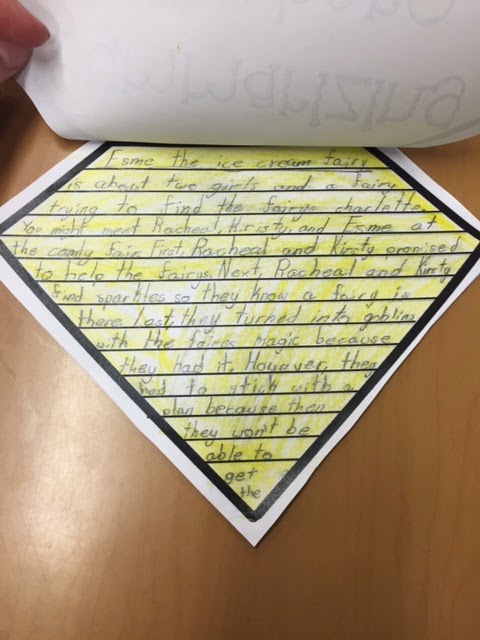 Esme the ice cream fairy
is about two girls and a fairy
trying to find the fairys charlette.
You might meet Racheal, Kiristy, and Esme at
the candy fair. First, Racheal and Kirsty promised
to help the fairys. Next, Racheal and Kirsty
find sparkles so they know a fairy is
there last, they turned into goblins
with the fairies magic because
they had it. However, they
had to stick with a
plan because then
they won't be
able to
get
the